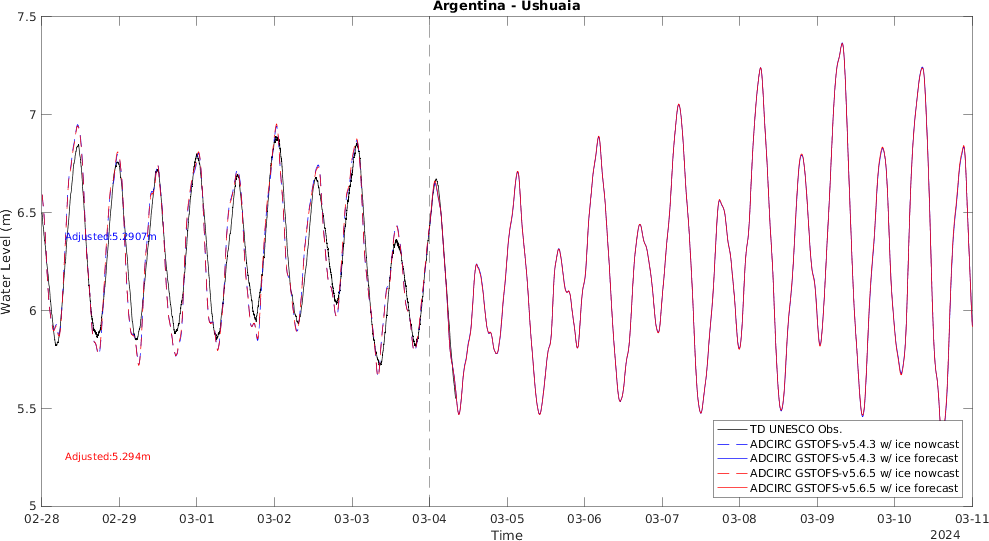 Argentina - Ushuaia
7.5
7
6.5
6
5.5
5
Water Level (m)
Adjusted:5.2907m
Adjusted:5.294m
TD UNESCO Obs.
ADCIRC GSTOFS-v5.4.3 w/ ice nowcast
ADCIRC GSTOFS-v5.4.3 w/ ice forecast
ADCIRC GSTOFS-v5.6.5 w/ ice nowcast
ADCIRC GSTOFS-v5.6.5 w/ ice forecast
02-28 02-29 03-01 03-02 03-03 03-04 03-05 03-06 03-07 03-08 03-09 03-10 03-11
Time
2024